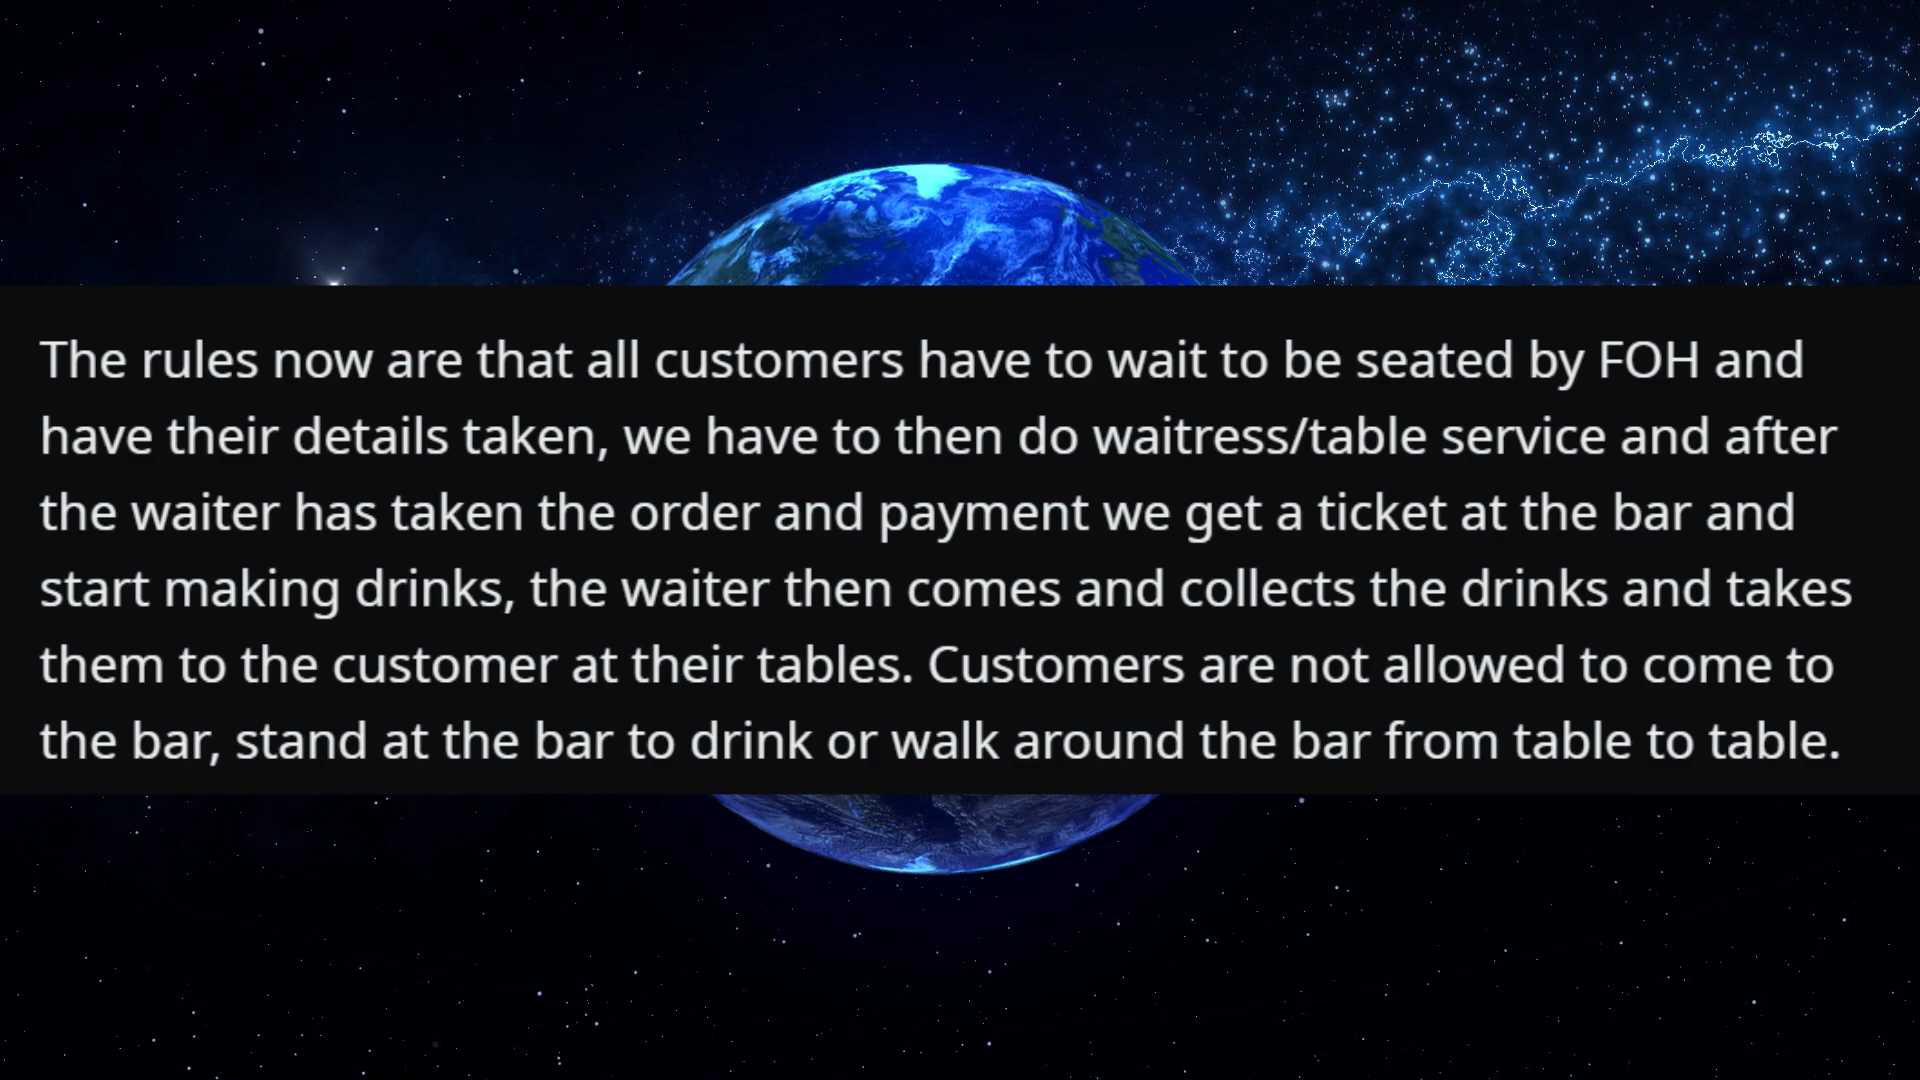 The rules now are that all customers have to wait to be seated by FOH and
have their details taken, we have to then do waitress/table service and after
the waiter has taken the order and payment we get a ticket at the bar and
start making drinks, the waiter then comes and collects the drinks and takes
them to the customer at their tables. Customers are not allowed to come to
the bar, stand at the bar to drink or walk around the bar from table to table.